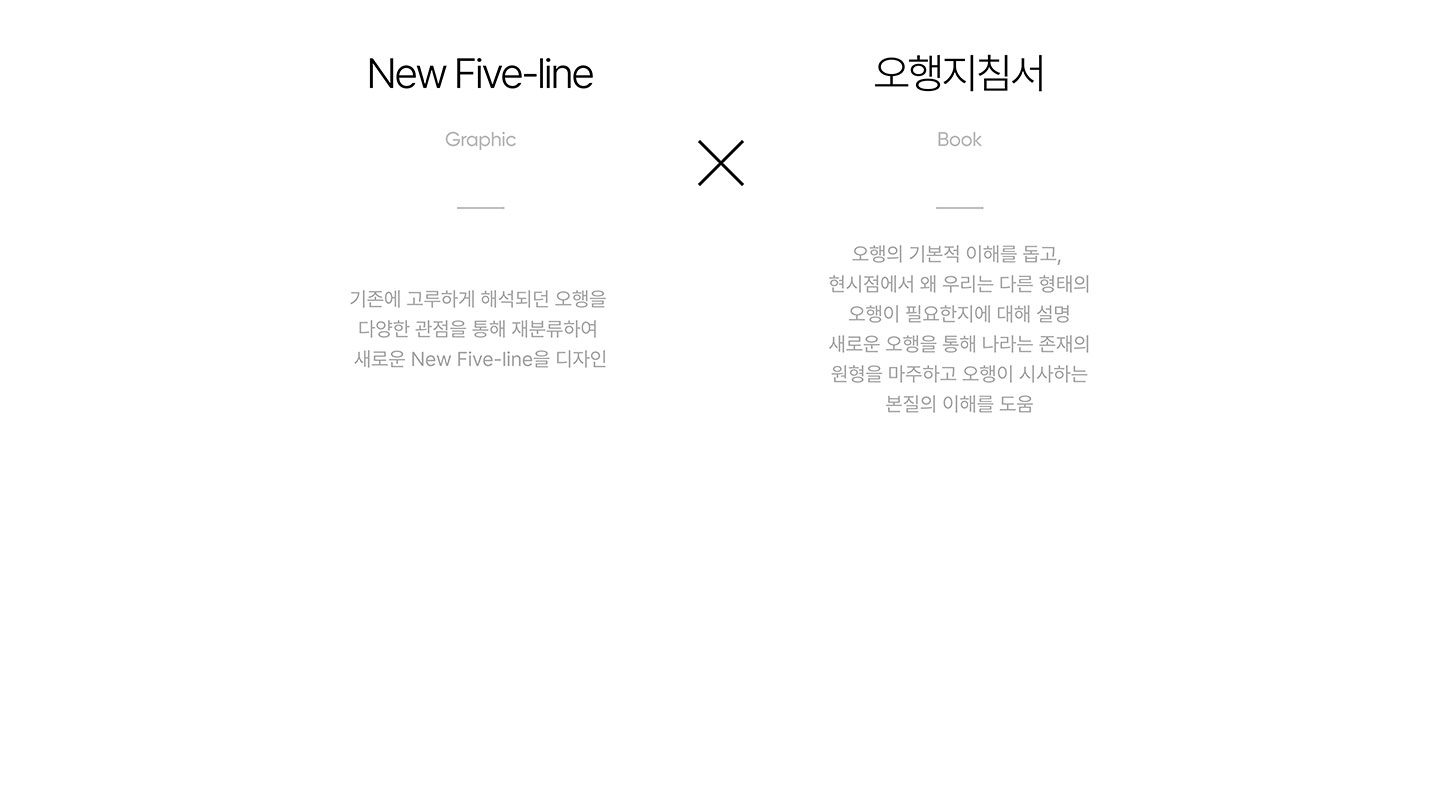 New Five-line
Graphic
기존에 고루하게 해석되던 오행을
다양한 관점을 통해 재분류하여
새로운 New Five-line을 디자인
오행지침서
Book
오행의 기본적 이해를 돕고,
현시점에서 왜 우리는 다른 형태의
오행이 필요한지에 대해 설명
새로운 오행을 통해 나라는 존재의
원형을 마주하고 오행이 시사하는
본질의 이해를 도움